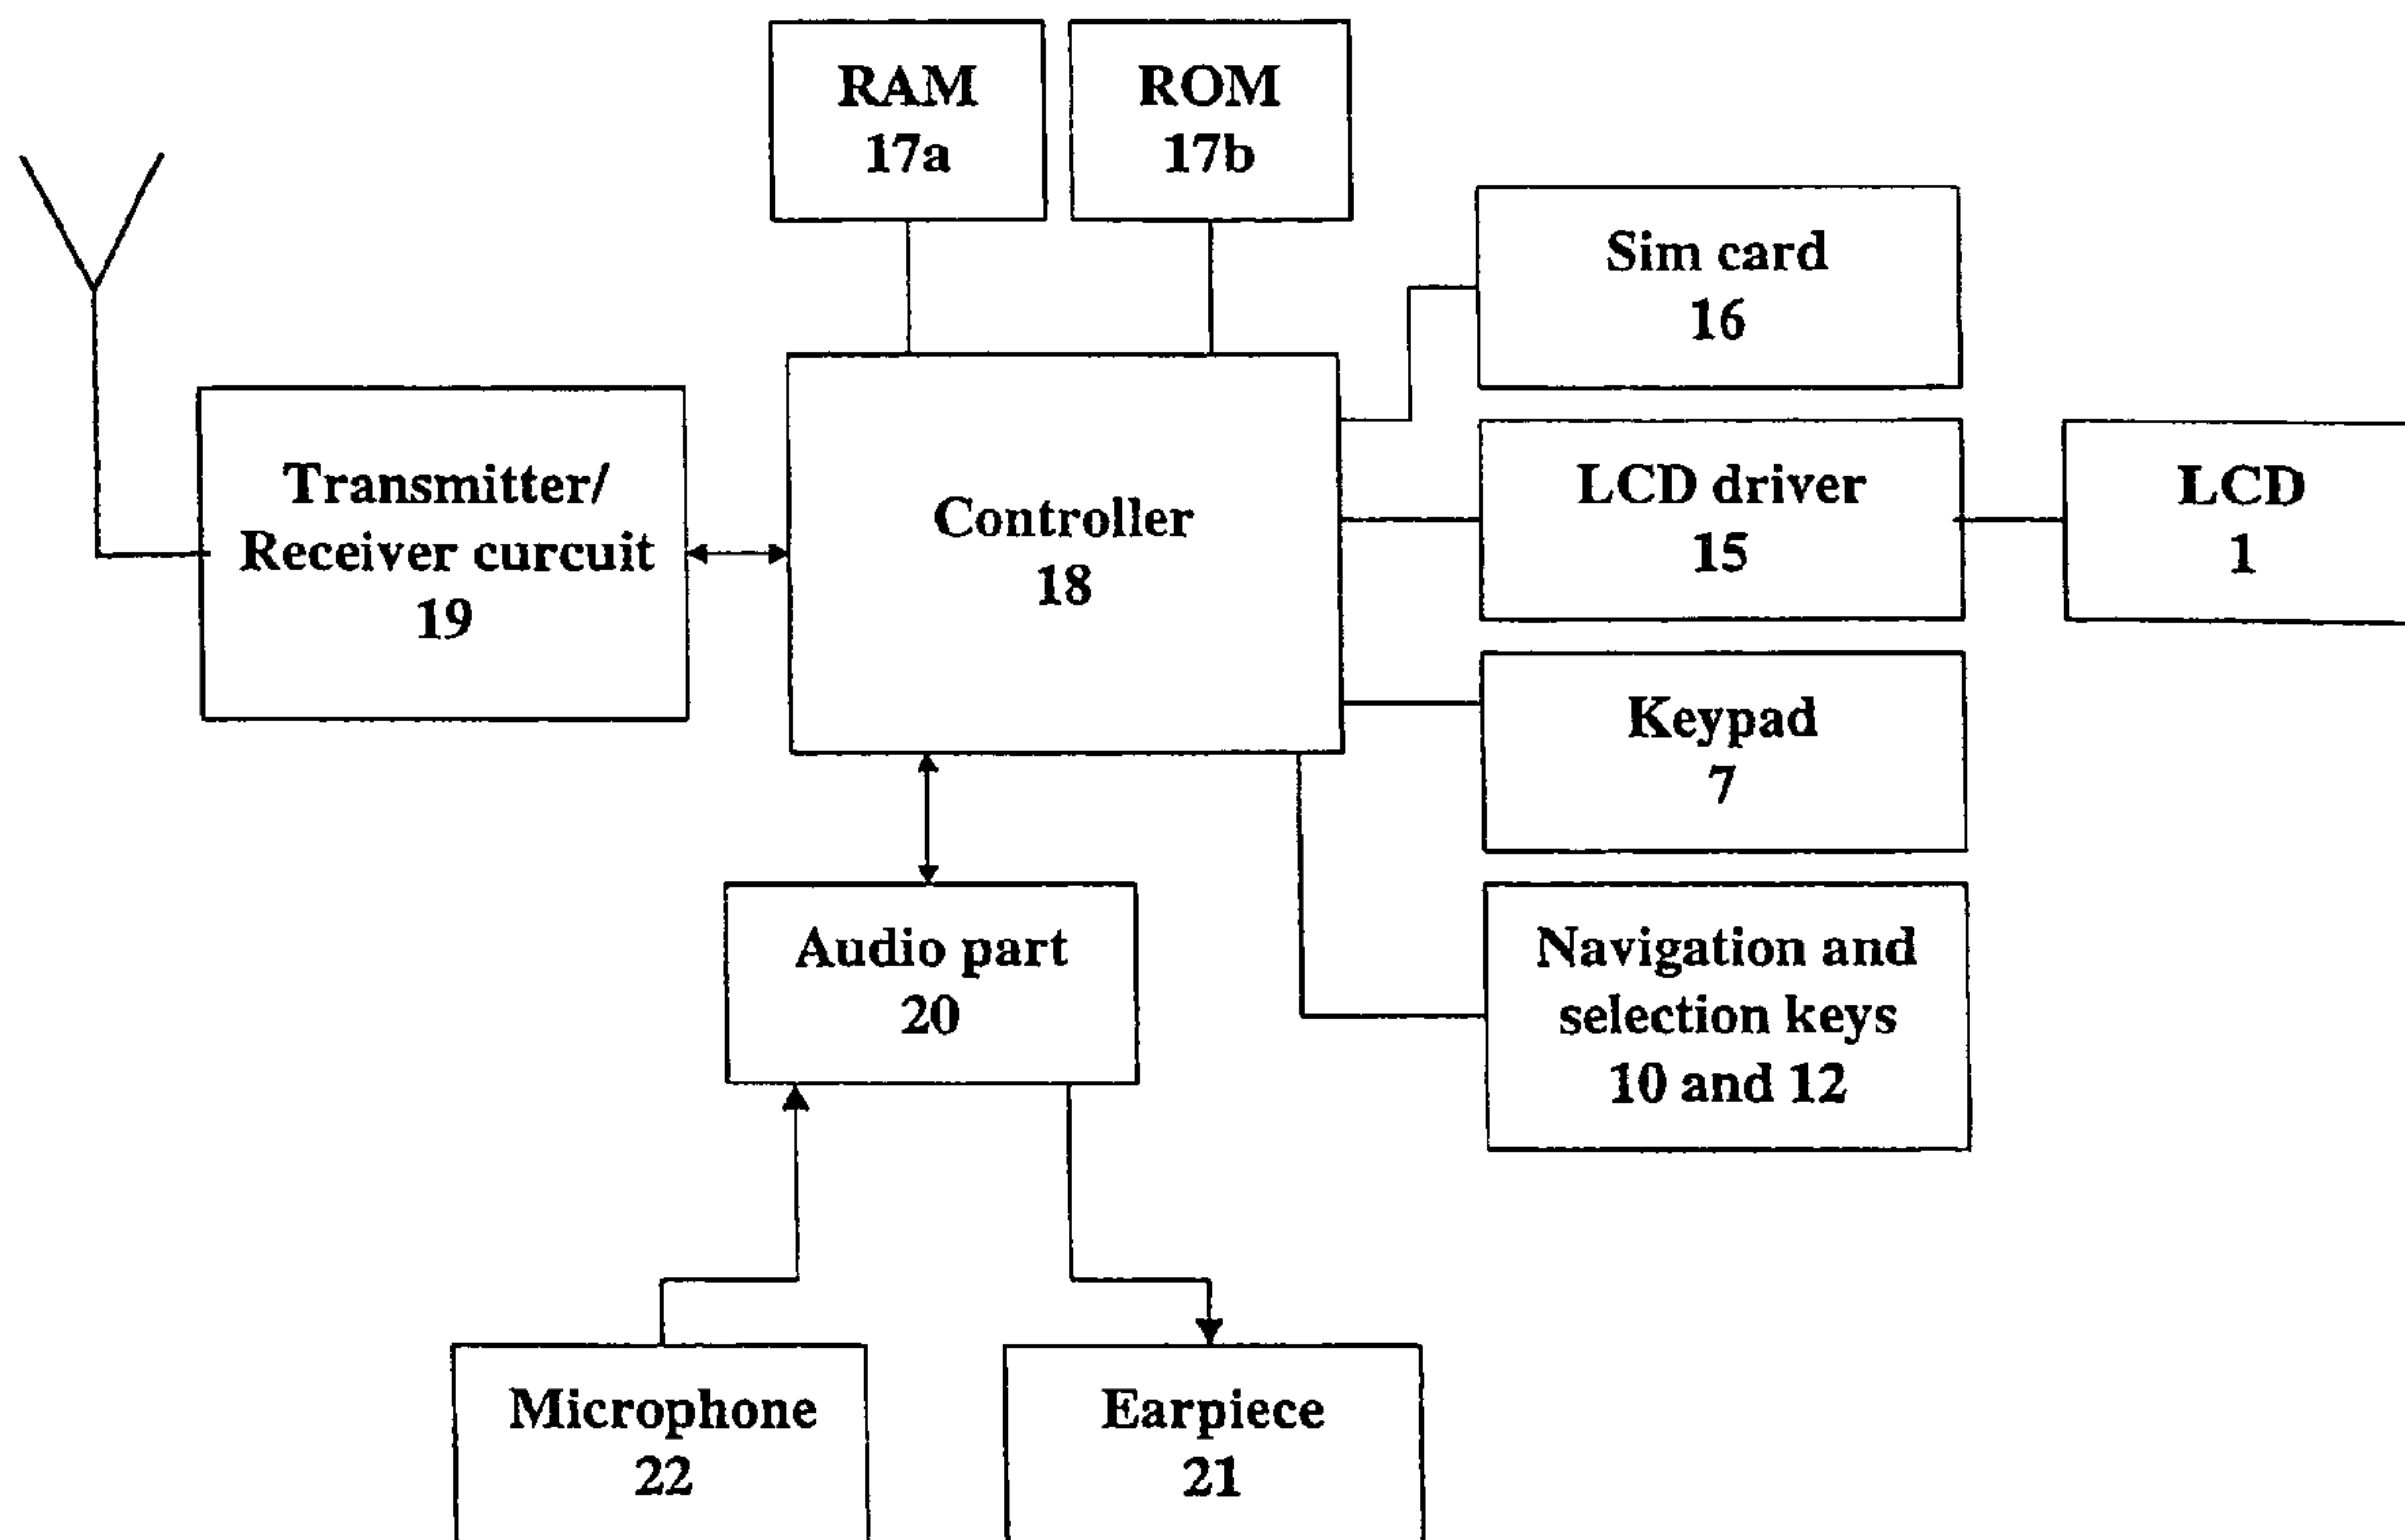 RAM
17a
ROM
17b
Sim card
16
Transmitter/
Receiver curcuit
19
Controller
18
LCD driver
15
LCD
1
Keypad
7
Audio part
20
Navigation and
selection keys
10 and 12
Microphone
22
Earpiece
21